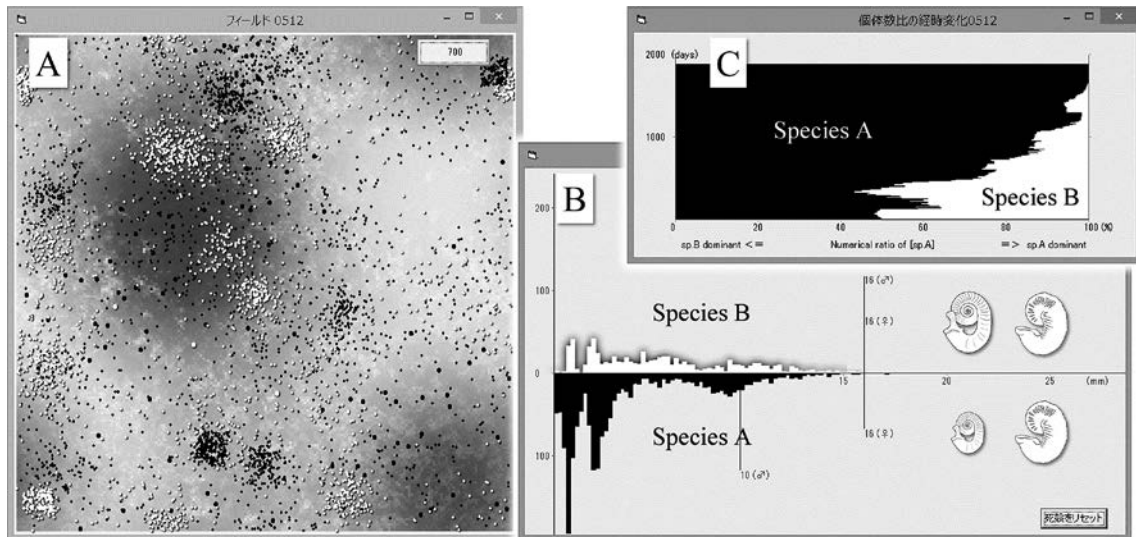 フィールド 0512
A
700
個体数比の経時変化0512
2000 (days)
C
1000
Species A
Species B
0
0 20 40 60 80 100 (%)
sp.B dominant <= Numerical ratio of [sp.A] => sp.A dominant
B
200
100
Species B
16(♂)
16(♀)
0
15 20 25 (mm)
Species A
100
10(♂)
16(♀)
死殻をリセット